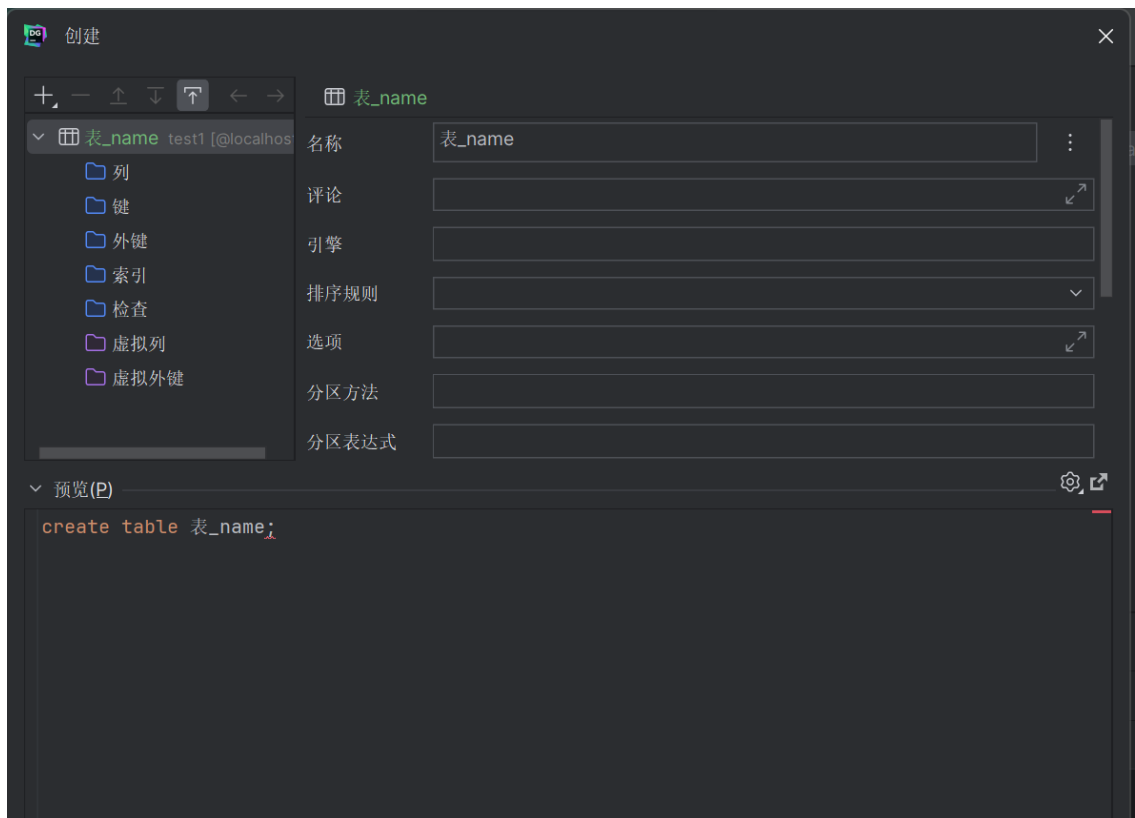 DG 创建
表_name
表_name test1 [@localhos
列
键
外键
索引
检查
虚拟列
虚拟外键
名称 表_name
评论
引擎
排序规则
选项
分区方法
分区表达式
预览(P)
create table 表_name;